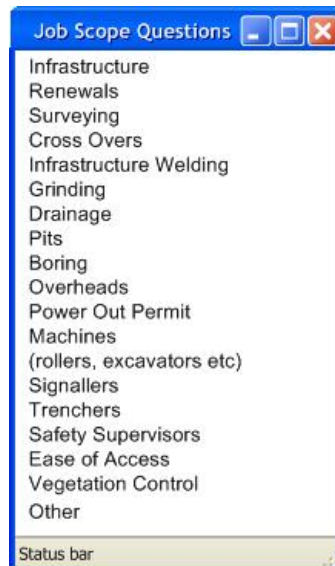 Job Scope Questions
Infrastructure
Renewals
Surveying
Cross Overs
Infrastructure Welding
Grinding
Drainage
Pits
Boring
Overheads
Power Out Permit
Machines
(rollers, excavators etc)
Signallers
Trenchers
Safety Supervisors
Ease of Access
Vegetation Control
Other
Status bar